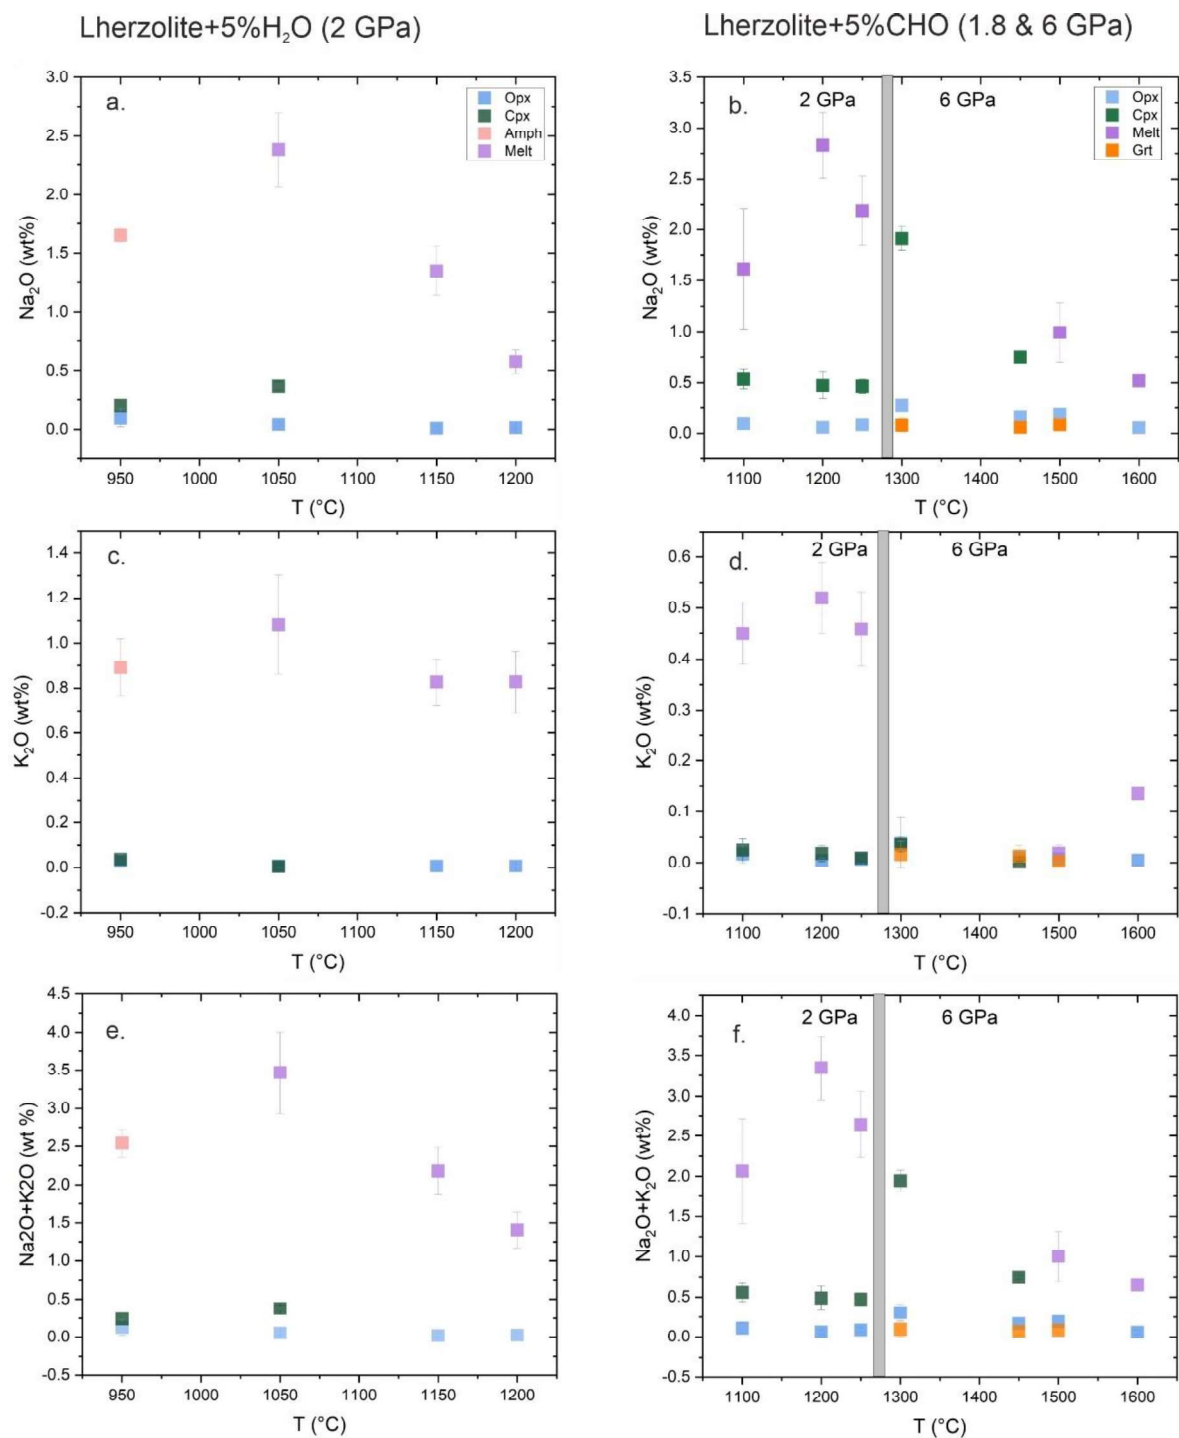 Lherzolite+5%H₂O (2 GPa)
Lherzolite+5%CHO (1.8 & 6 GPa)
a.
Opx
Cpx
Amph
Melt
3.0
2.5
2.0
1.5
1.0
0.5
0.0
Na₂O (wt%)
950 1000 1050 1100 1150 1200
T (°C)
b.
2 GPa 6 GPa
Opx
Cpx
Melt
Grt
3.5
3.0
2.5
2.0
1.5
1.0
0.5
0.0
Na₂O (wt%)
1100 1200 1300 1400 1500 1600
T (°C)
c.
1.4
1.2
1.0
0.8
0.6
0.4
0.2
0.0
-0.2
K₂O (wt%)
950 1000 1050 1100 1150 1200
T (°C)
d.
2 GPa 6 GPa
0.6
0.5
0.4
0.3
0.2
0.1
0.0
-0.1
K₂O (wt%)
1100 1200 1300 1400 1500 1600
T (°C)
e.
4.5
4.0
3.5
3.0
2.5
2.0
1.5
1.0
0.5
0.0
-0.5
Na2O+K2O (wt %)
950 1000 1050 1100 1150 1200
T (°C)
f.
2 GPa 6 GPa
4.0
3.5
3.0
2.5
2.0
1.5
1.0
0.5
0.0
-0.5
Na₂O+K₂O (wt%)
1100 1200 1300 1400 1500 1600
T (°C)